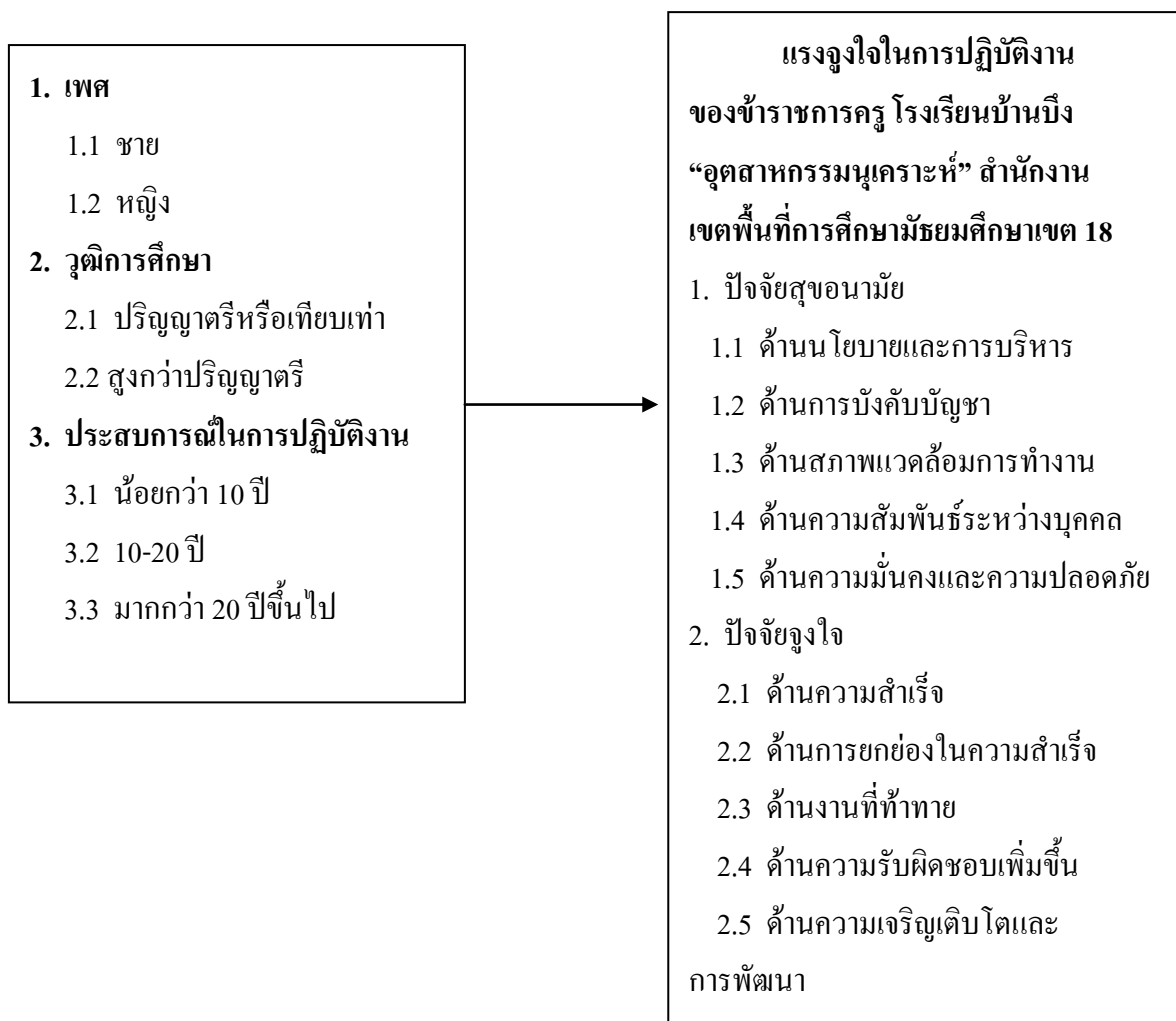 1. เพศ
1.1 ชาย
1.2 หญิง
2. วุฒิการศึกษา
2.1 ปริญญาตรีหรือเทียบเท่า
2.2 สูงกว่าปริญญาตรี
3. ประสบการณ์ในการปฏิบัติงาน
3.1 น้อยกว่า 10 ปี
3.2 10-20 ปี
3.3 มากกว่า 20 ปีขึ้นไป
แรงจูงใจในการปฏิบัติงาน
ของข้าราชการครู โรงเรียนบ้านบึง
“อุตสาหกรรมนุเคราะห์” สำนักงาน
เขตพื้นที่การศึกษามัธยมศึกษาเขต 18
1. ปัจจัยสุขอนามัย
1.1 ด้านนโยบายและการบริหาร
1.2 ด้านการบังคับบัญชา
1.3 ด้านสภาพแวดล้อมการทำงาน
1.4 ด้านความสัมพันธ์ระหว่างบุคคล
1.5 ด้านความมั่นคงและความปลอดภัย
2. ปัจจัยจูงใจ
2.1 ด้านความสำเร็จ
2.2 ด้านการยกย่องในความสำเร็จ
2.3 ด้านงานที่ท้าทาย
2.4 ด้านความรับผิดชอบเพิ่มขึ้น
2.5 ด้านความเจริญเติบโตและ
การพัฒนา